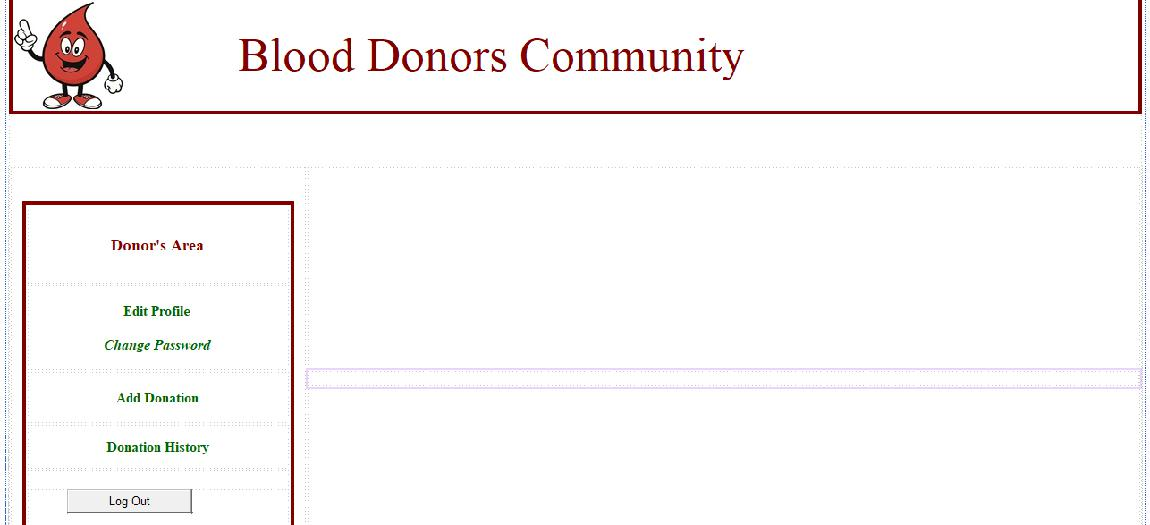 Blood Donors Community
Donor's Area
Edit Profile
Change Password
Add Donation
Donation History
Log Out